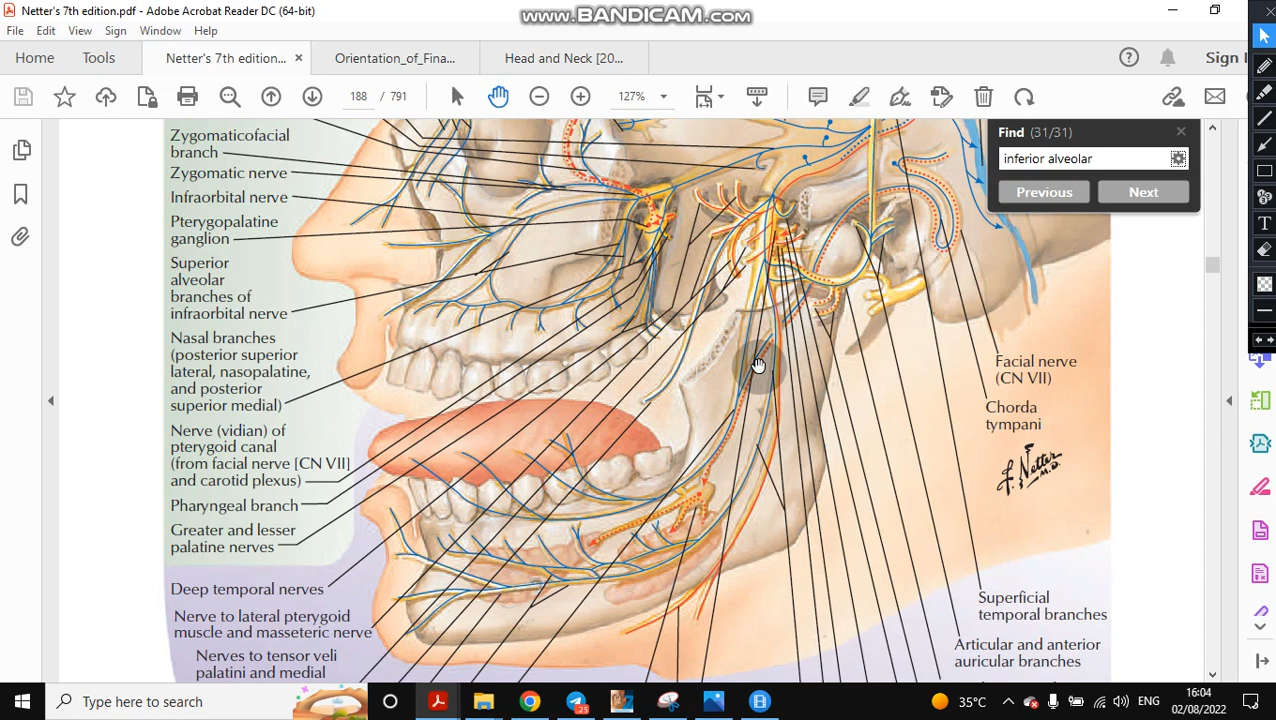 Netter's 7th edition.pdf - Adobe Acrobat Reader DC (64-bit)
www.BANDICAM.com
File Edit View Sign Window Help
Home Tools Netter's 7th edition... × Orientation_of_Fina... Head and Neck [20... Sign I
188 / 791 127%
Find (31/31)
inferior alveolar
Previous Next
Zygomaticofacial
branch
Zygomatic nerve
Infraorbital nerve
Pterygopalatine
ganglion
Superior
alveolar
branches of
infraorbital nerve
Nasal branches
(posterior superior
lateral, nasopalatine,
and posterior
superior medial)
Nerve (vidian) of
pterygoid canal
(from facial nerve [CN VII]
and carotid plexus)
Pharyngeal branch
Greater and lesser
palatine nerves
Deep temporal nerves
Nerve to lateral pterygoid
muscle and masseteric nerve
Nerves to tensor veli
palatini and medial
Facial nerve
(CN VII)
Chorda
tympani
F. Netter
M.D.
Superficial
temporal branches
Articular and anterior
auricular branches
Type here to search
25
35°C
ENG
16:04
02/08/2022